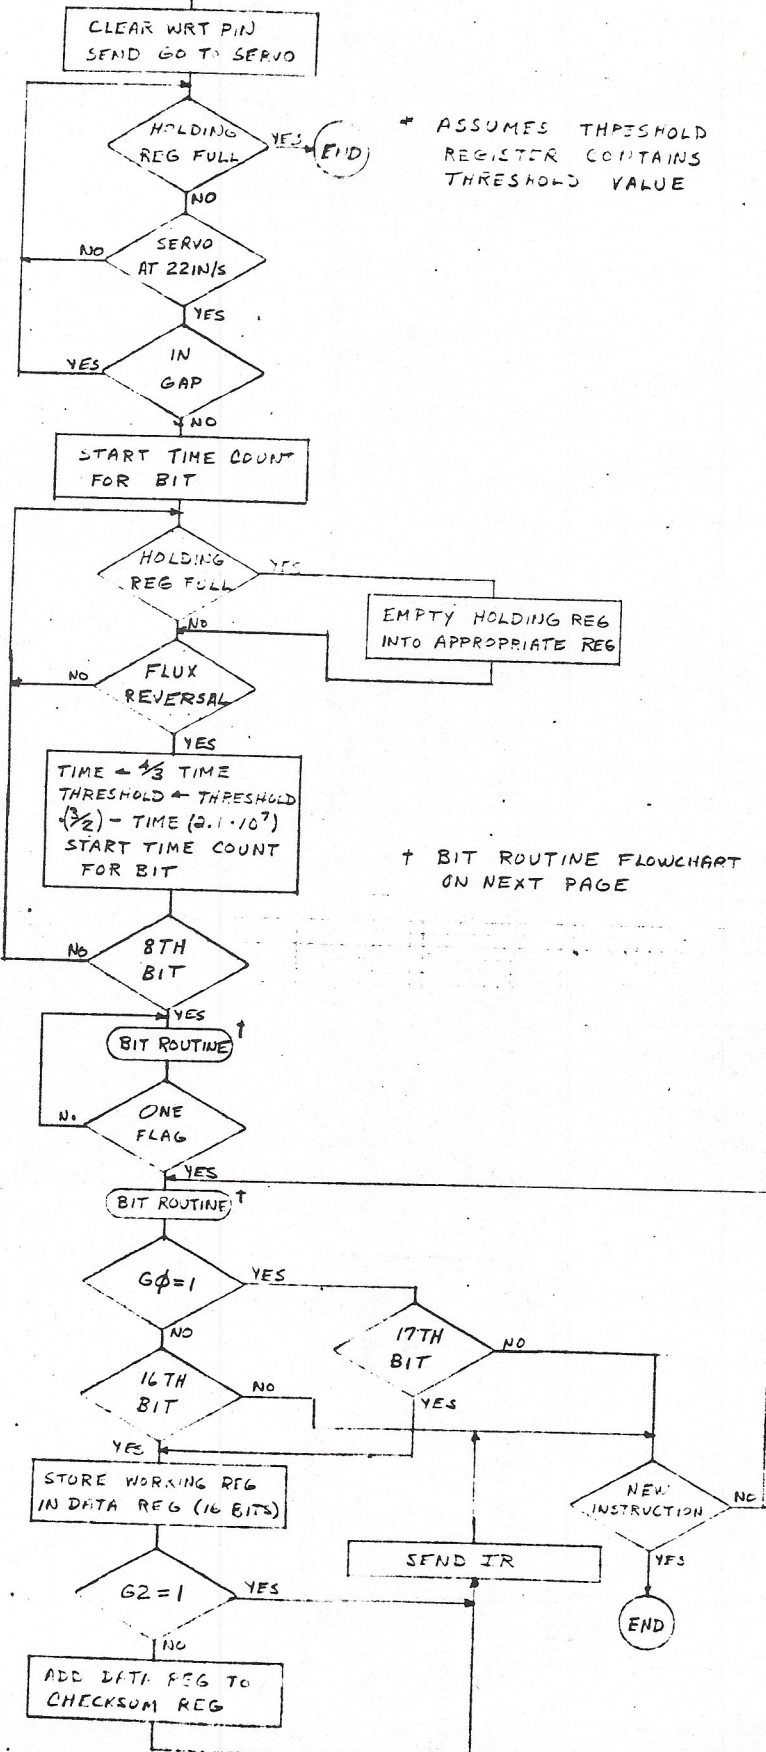 CLEAR WRT PIN
SEND GO TO SERVO
HOLDING
REG FULL
YES
END
* ASSUMES THRESHOLD
REGISTER CONTAINS
THRESHOLD VALUE
NO
SERVO
AT 22IN/S
NO
YES
IN
GAP
YES
NO
START TIME COUNT
FOR BIT
HOLDING
REG FULL
YES
EMPTY HOLDING REG
INTO APPROPRIATE REG
NO
FLUX
REVERSAL
NO
YES
TIME ← 4/3 TIME
THRESHOLD ← THRESHOLD
·(3/2) - TIME (2.1·10⁷)
START TIME COUNT
FOR BIT
† BIT ROUTINE FLOWCHART
ON NEXT PAGE
8TH
BIT
NO
YES
BIT ROUTINE †
ONE
FLAG
NO
YES
BIT ROUTINE †
Gϕ=1
YES
NO
17TH
BIT
NO
YES
16TH
BIT
NO
YES
STORE WORKING REG
IN DATA REG (16 BITS)
NEW
INSTRUCTION
NO
YES
END
SEND IR
G2=1
YES
NO
ADD DATA REG TO
CHECKSUM REG